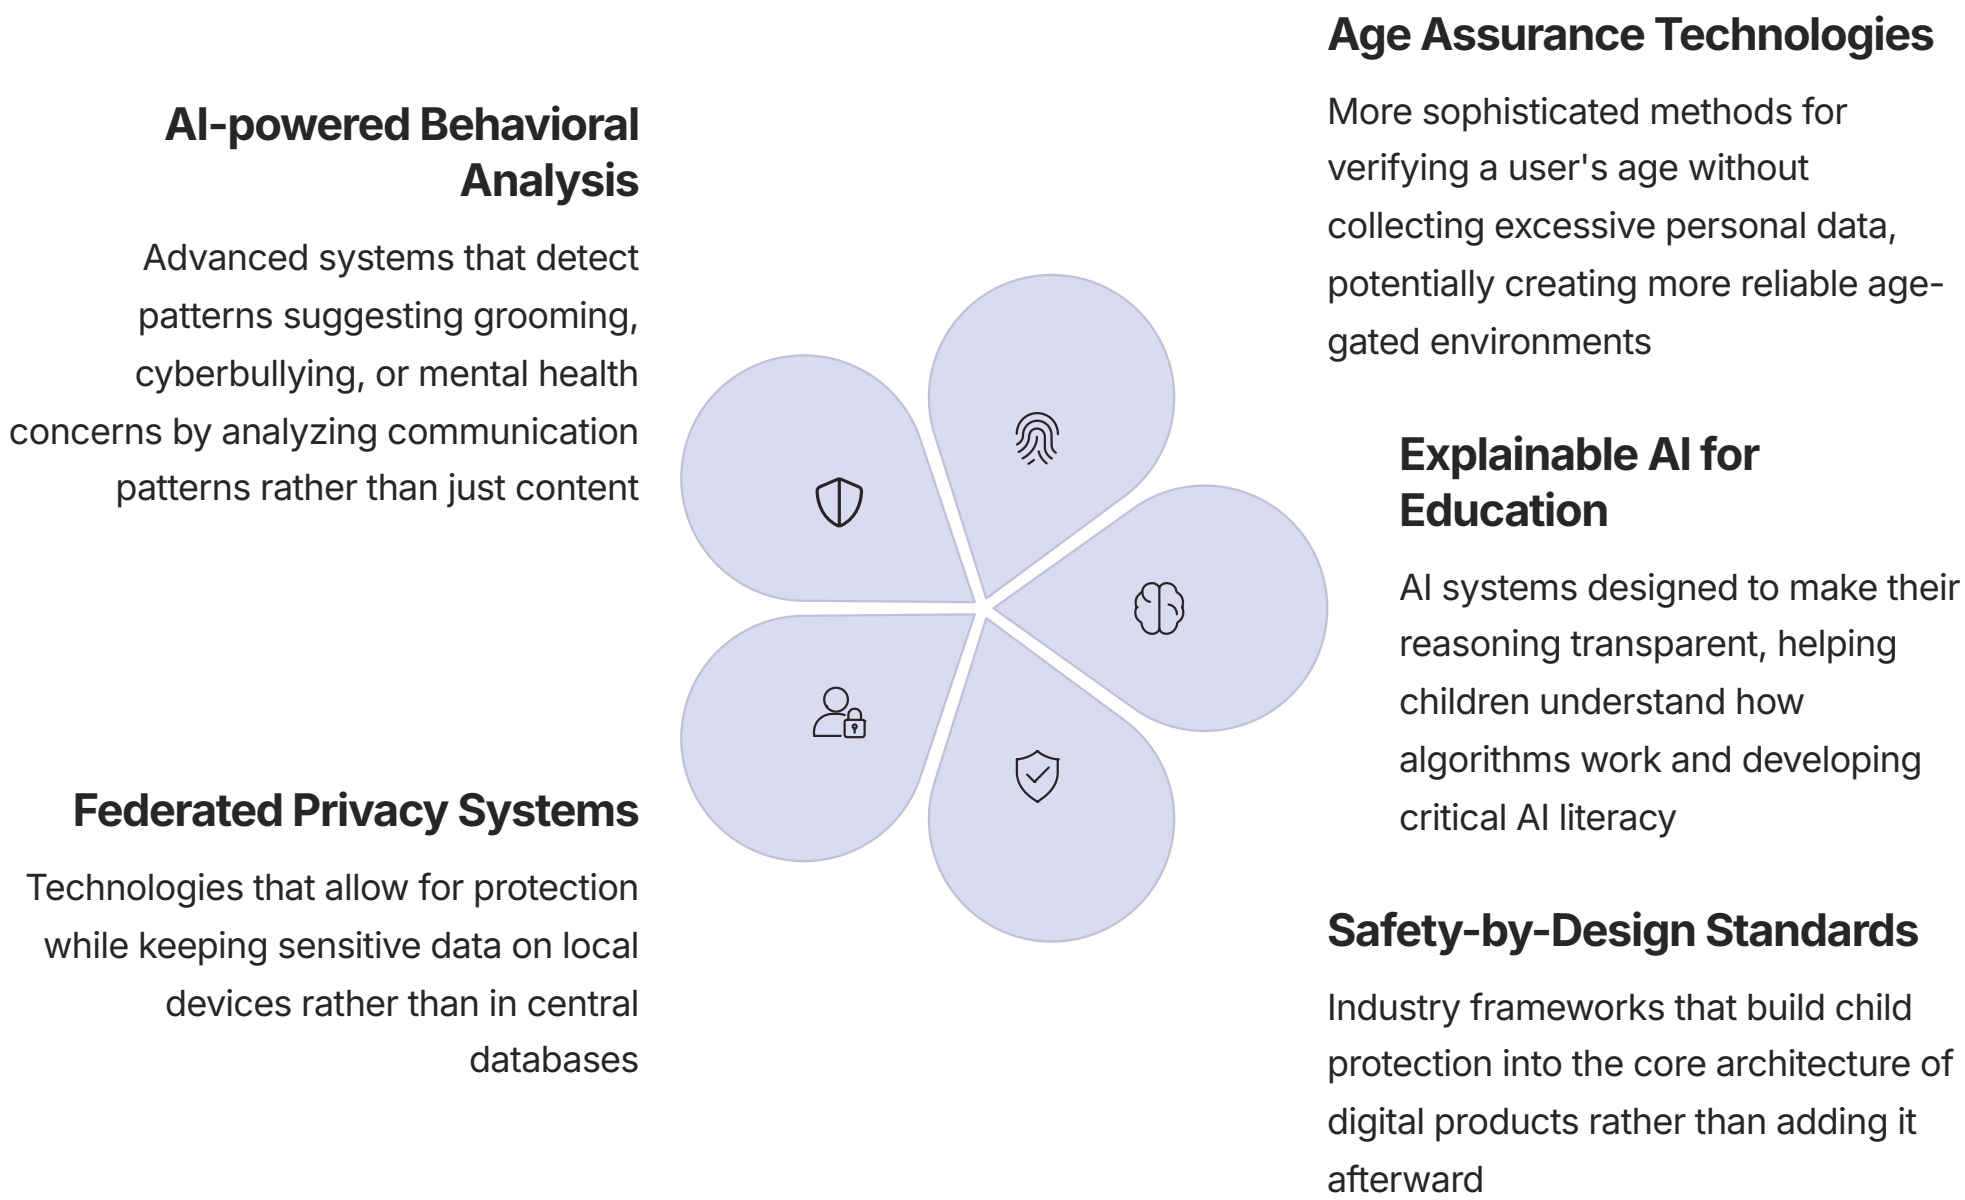 AI-powered Behavioral
Analysis
Advanced systems that detect
patterns suggesting grooming,
cyberbullying, or mental health
concerns by analyzing communication
patterns rather than just content
Age Assurance Technologies
More sophisticated methods for
verifying a user's age without
collecting excessive personal data,
potentially creating more reliable age-
gated environments
Explainable AI for
Education
AI systems designed to make their
reasoning transparent, helping
children understand how
algorithms work and developing
critical AI literacy
Safety-by-Design Standards
Industry frameworks that build child
protection into the core architecture of
digital products rather than adding it
afterward
Federated Privacy Systems
Technologies that allow for protection
while keeping sensitive data on local
devices rather than in central
databases